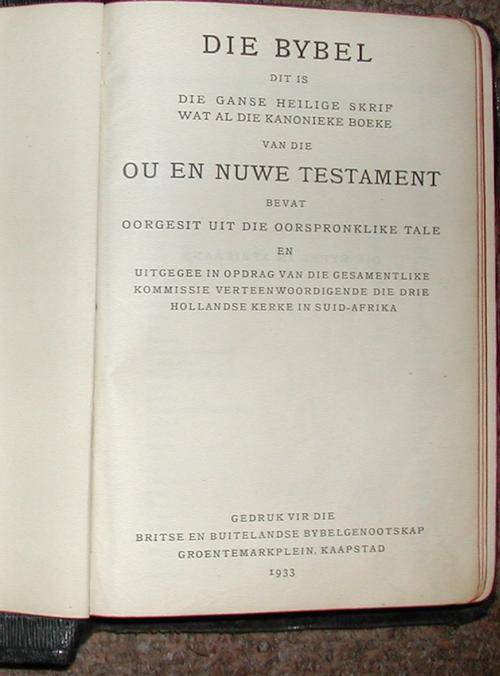 DIE BYBEL
DIT IS
DIE GANSE HEILIGE SKRIF
WAT AL DIE KANONIEKE BOEKE
VAN DIE
OU EN NUWE TESTAMENT
BEVAT
OORGESIT UIT DIE OORSPRONKLIKE TALE
EN
UITGEGEE IN OPDRAG VAN DIE GESAMENTLIKE
KOMMISSIE VERTEENWOORDIGENDE DIE DRIE
HOLLANDSE KERKE IN SUID-AFRIKA
GEDRUK VIR DIE
BRITSE EN BUITELANDSE BYBELGENOOTSKAP
GROENTEMARKPLEIN, KAAPSTAD
1933